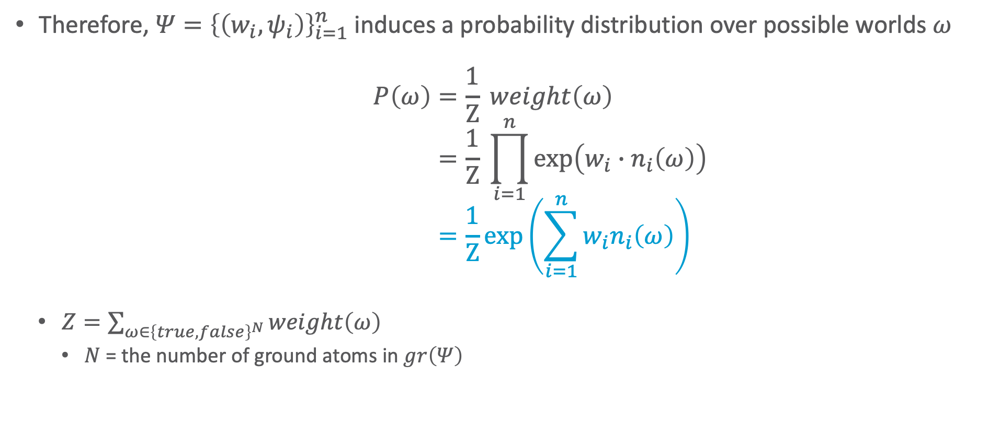 • Therefore, Ψ = {(wᵢ, ψᵢ)}ⁿᵢ₌₁ induces a probability distribution over possible worlds ω
P(ω) = 1/Z weight(ω)
= 1/Z ∏ⁿᵢ₌₁ exp(wᵢ · nᵢ(ω))
= 1/Z exp(∑ⁿᵢ₌₁ wᵢnᵢ(ω))
• Z = ∑_{ω∈{true,false}ᴺ} weight(ω)
• N = the number of ground atoms in gr(Ψ)